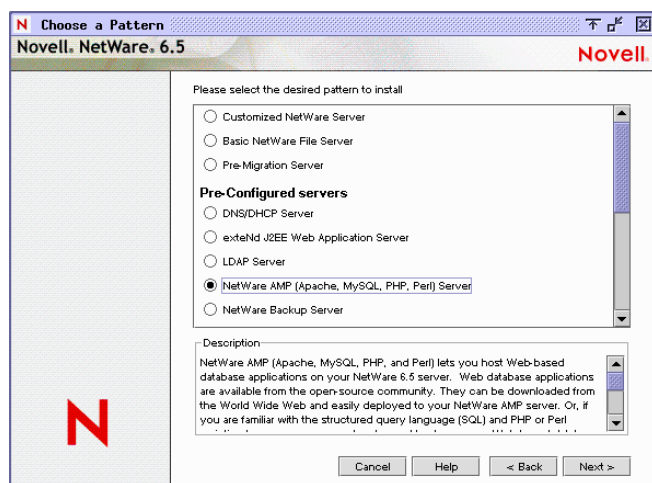 N Choose a Pattern
Novell. NetWare. 6.5
Novell.
Please select the desired pattern to install
Customized NetWare Server
Basic NetWare File Server
Pre-Migration Server
Pre-Configured servers
DNS/DHCP Server
exteNd J2EE Web Application Server
LDAP Server
NetWare AMP (Apache, MySQL, PHP, Perl) Server
NetWare Backup Server
Description
NetWare AMP (Apache, MySQL, PHP, and Perl) lets you host Web-based
database applications on your NetWare 6.5 server. Web database applications
are available from the open-source community. They can be downloaded from
the World Wide Web and easily deployed to your NetWare AMP server. Or, if
you are familiar with the structured query language (SQL) and PHP or Perl
N
Cancel
Help
< Back
Next >